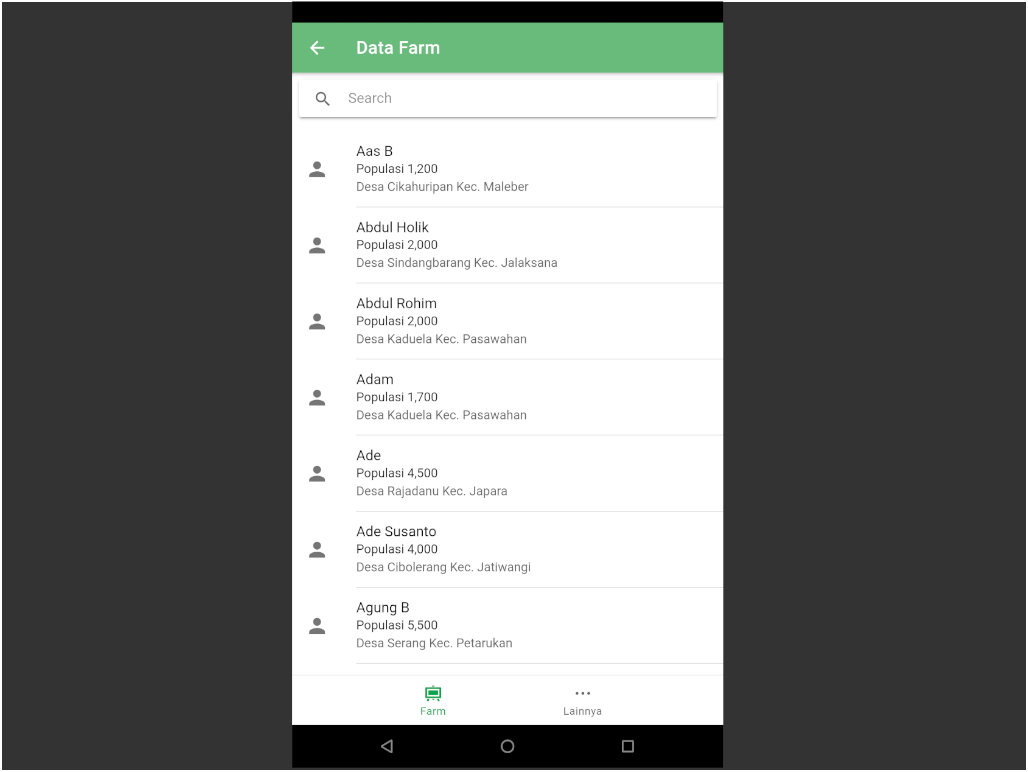 Data Farm
Search
Aas B
Populasi 1,200
Desa Cikahuripan Kec. Maleber
Abdul Holik
Populasi 2,000
Desa Sindangbarang Kec. Jalaksana
Abdul Rohim
Populasi 2,000
Desa Kaduela Kec. Pasawahan
Adam
Populasi 1,700
Desa Kaduela Kec. Pasawahan
Ade
Populasi 4,500
Desa Rajadanu Kec. Japara
Ade Susanto
Populasi 4,000
Desa Cibolerang Kec. Jatiwangi
Agung B
Populasi 5,500
Desa Serang Kec. Petarukan
Farm
Lainnya